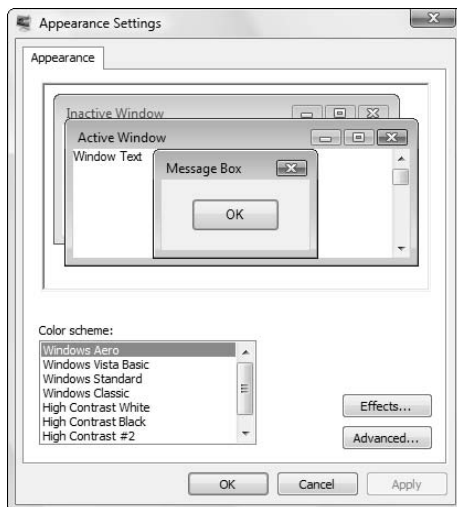 Appearance Settings
Appearance
Inactive Window
Active Window
Window Text
Message Box
OK
Color scheme:
Windows Aero
Windows Vista Basic
Windows Standard
Windows Classic
High Contrast White
High Contrast Black
High Contrast #2
Effects...
Advanced...
OK Cancel Apply